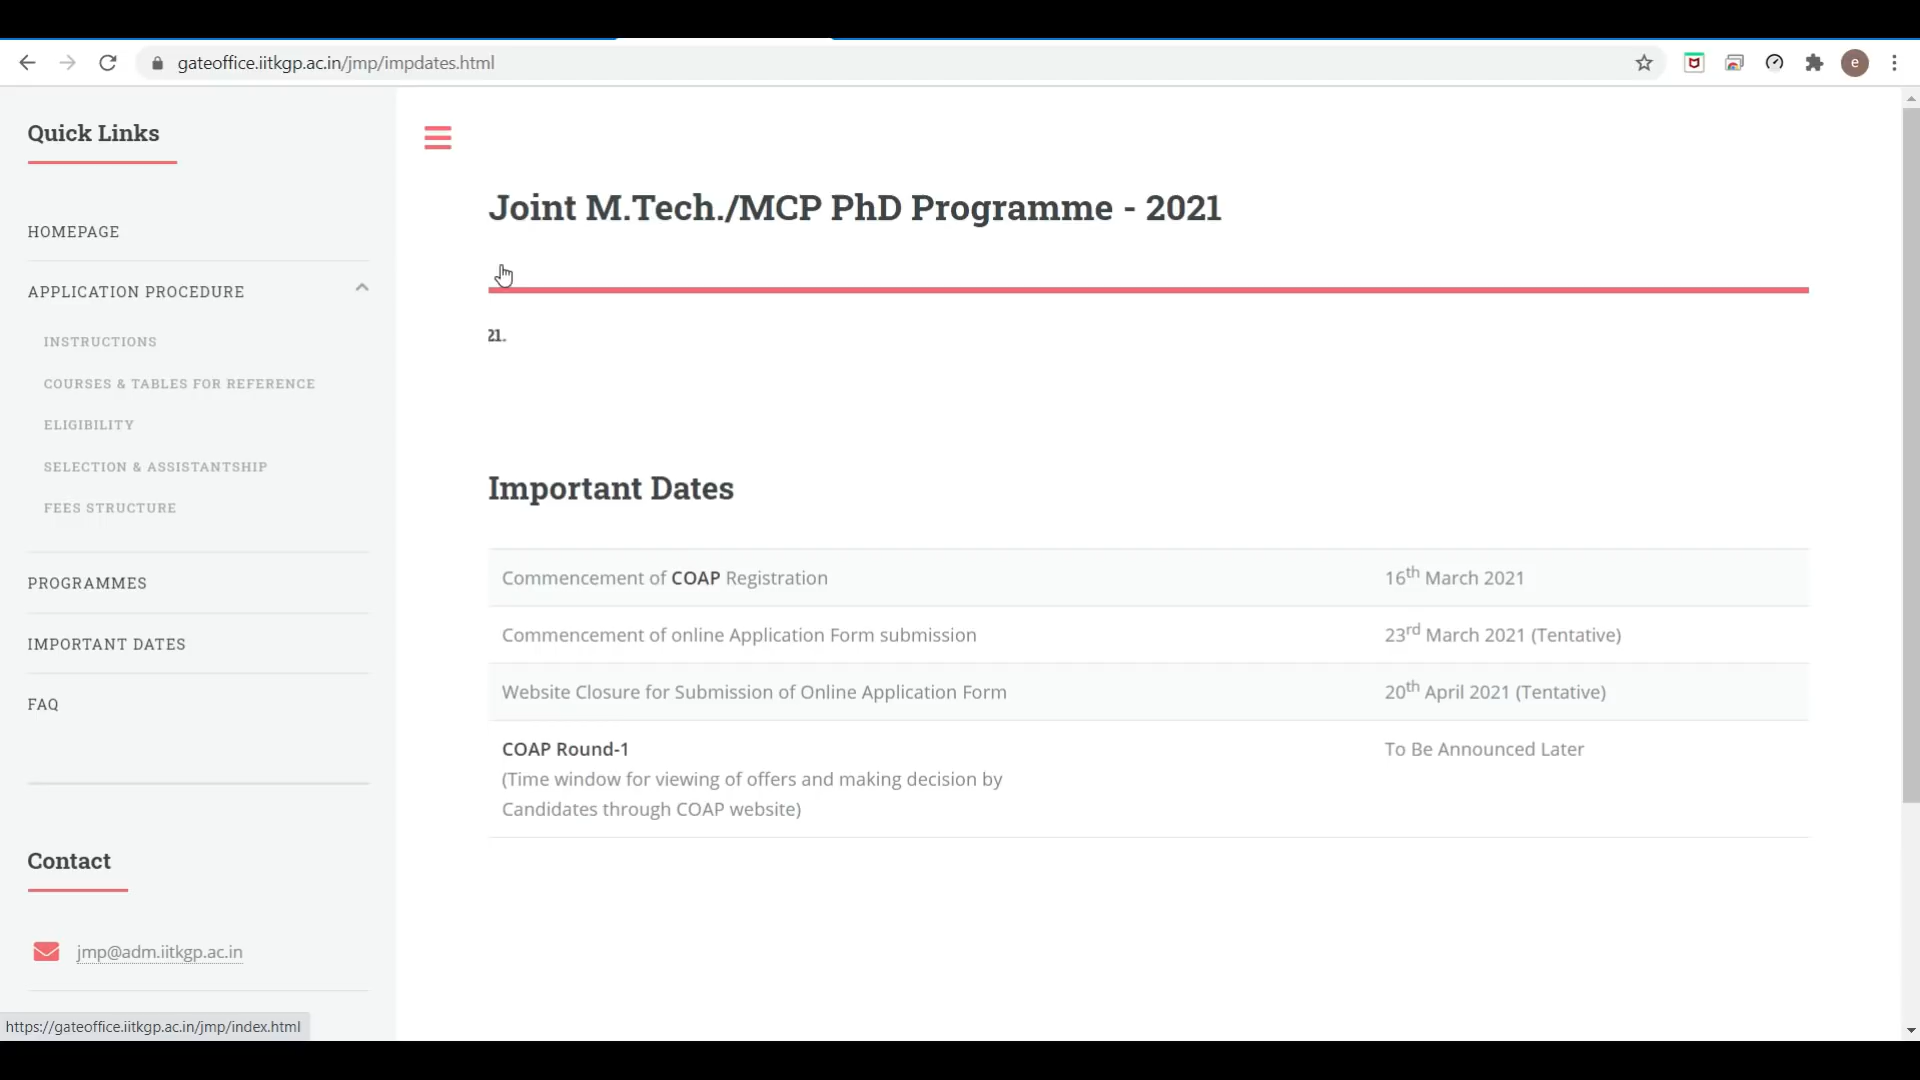 gateoffice.iitkgp.ac.in/jmp/impdates.html
e
Quick Links
HOMEPAGE
APPLICATION PROCEDURE
INSTRUCTIONS
COURSES & TABLES FOR REFERENCE
ELIGIBILITY
SELECTION & ASSISTANTSHIP
FEES STRUCTURE
PROGRAMMES
IMPORTANT DATES
FAQ
Contact
jmp@adm.iitkgp.ac.in
https://gateoffice.iitkgp.ac.in/jmp/index.html
Joint M.Tech./MCP PhD Programme - 2021
21.
Important Dates
Commencement of COAP Registration 16th March 2021
Commencement of online Application Form submission 23rd March 2021 (Tentative)
Website Closure for Submission of Online Application Form 20th April 2021 (Tentative)
COAP Round-1 To Be Announced Later
(Time window for viewing of offers and making decision by
Candidates through COAP website)